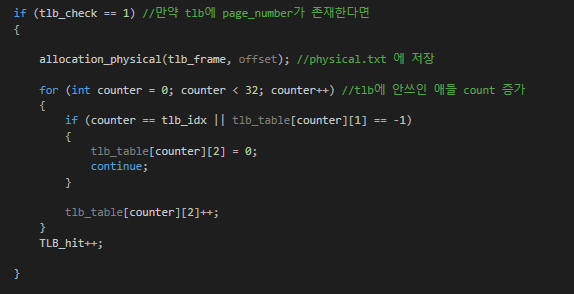 if (tlb_check == 1) //만약 tlb에 page_number가 존재한다면
{
allocation_physical(tlb_frame, offset); //physical.txt 에 저장
for (int counter = 0; counter < 32; counter++) //tlb에 안쓰인 애들 count 증가
{
if (counter == tlb_idx || tlb_table[counter][1] == -1)
{
tlb_table[counter][2] = 0;
continue;
}
tlb_table[counter][2]++;
}
TLB_hit++;
}